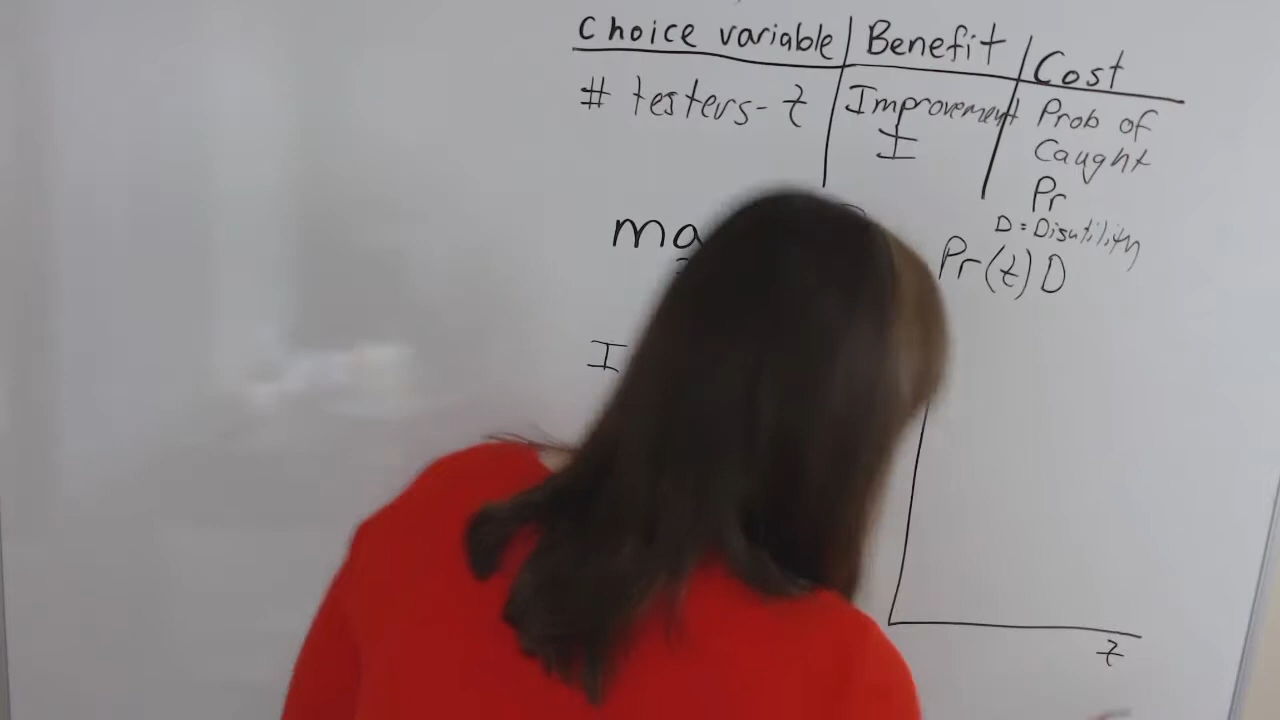 Choice variable Benefit Cost
# testers - t Improvement Prob of
I Caught
Pr
D = Disutility
ma Pr(t) D
I
t